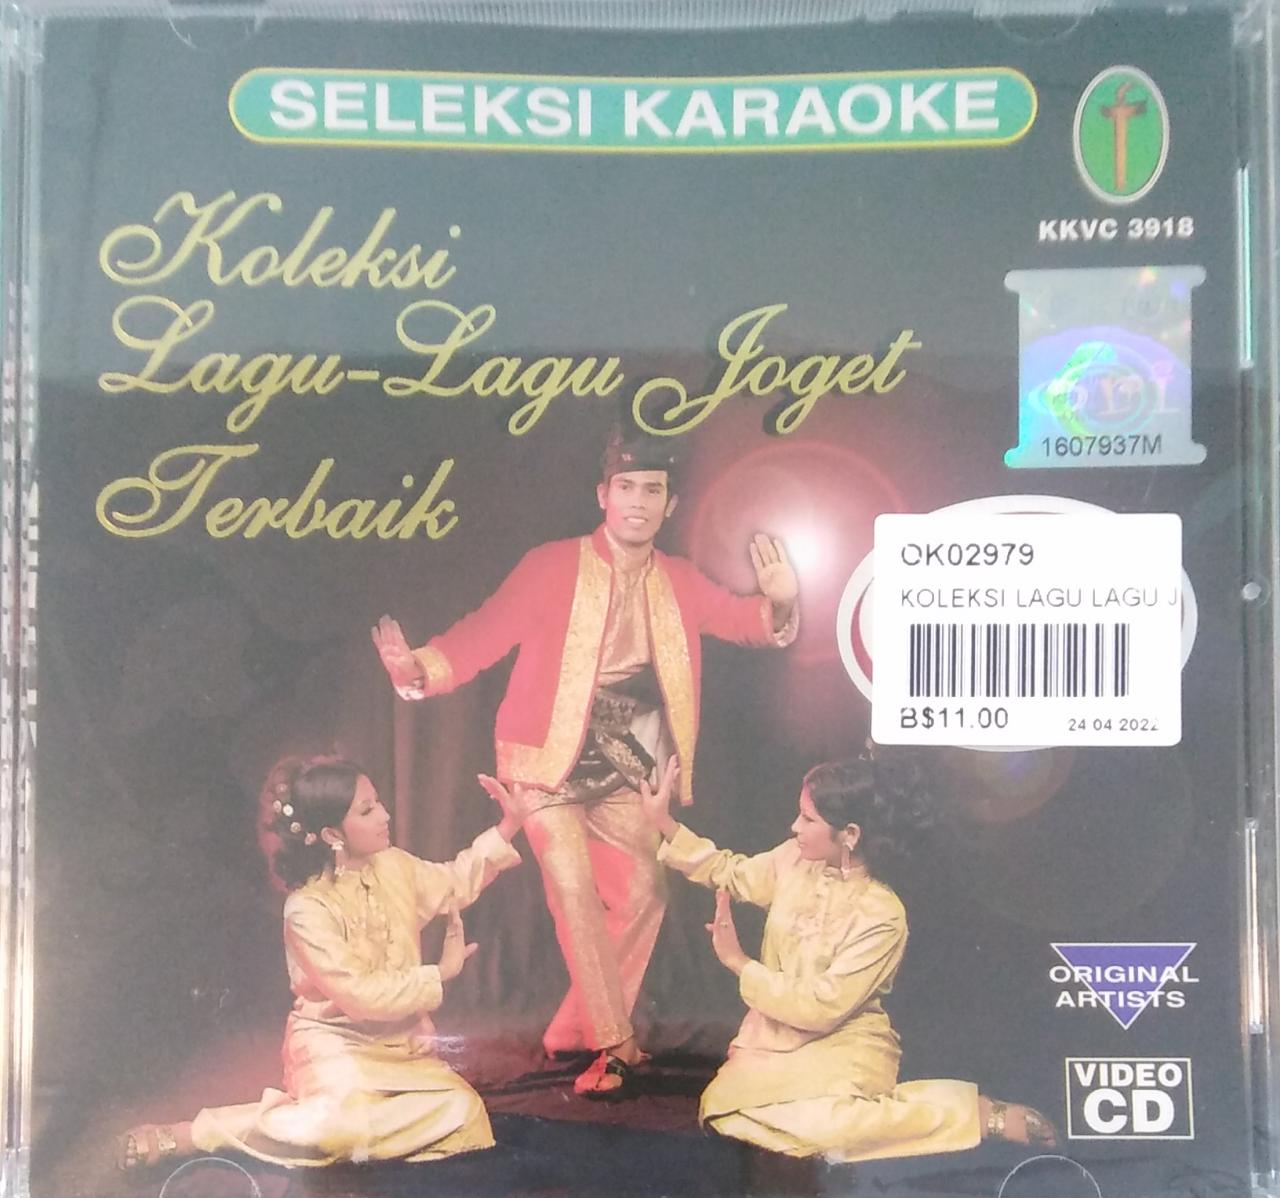 SELEKSI KARAOKE
KKVC 3918
Koleksi
Lagu-Lagu Joget
Terbaik
1607937M
OK02979
KOLEKSI LAGU LAGU J
B$11.00
24 04 2022
ORIGINAL
ARTISTS
VIDEO
CD